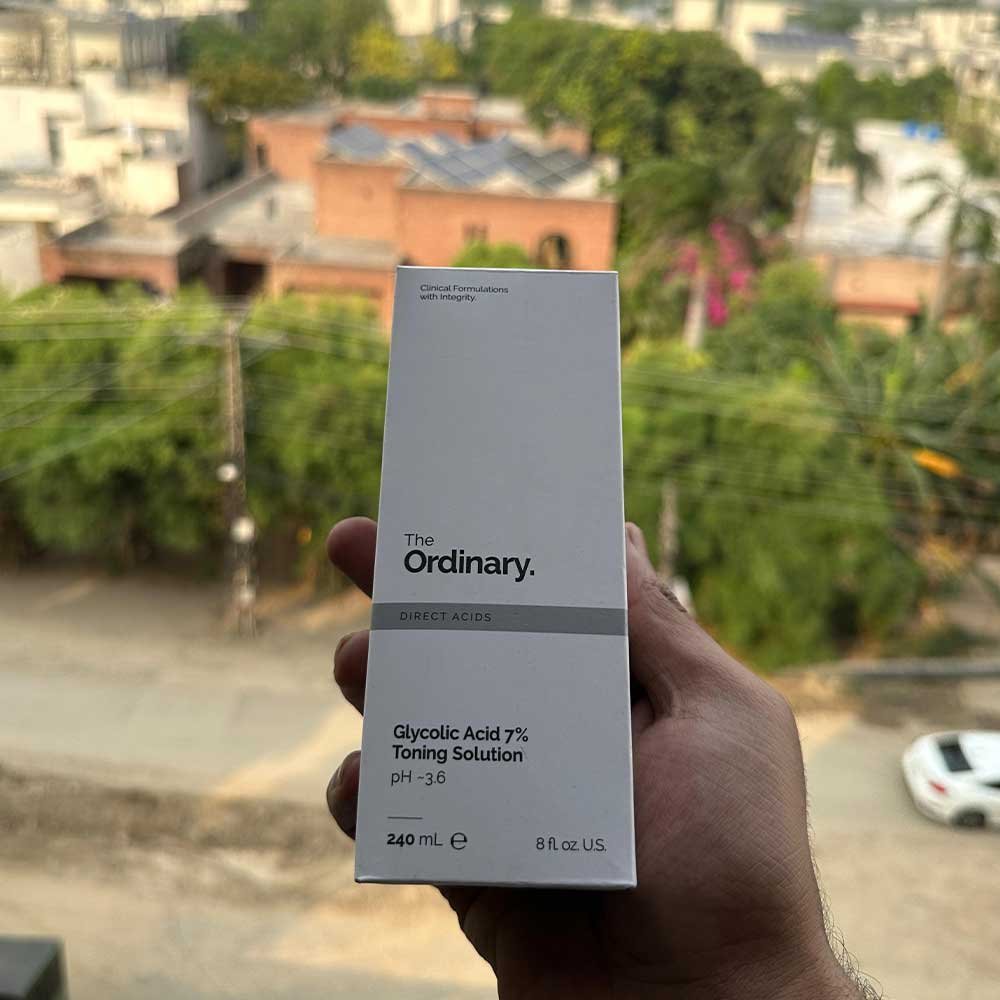 Clinical Formulations
with Integrity.
The
Ordinary.
DIRECT ACIDS
Glycolic Acid 7%
Toning Solution
pH ~3.6
240 mL ℮ 8 fl. oz. U.S.